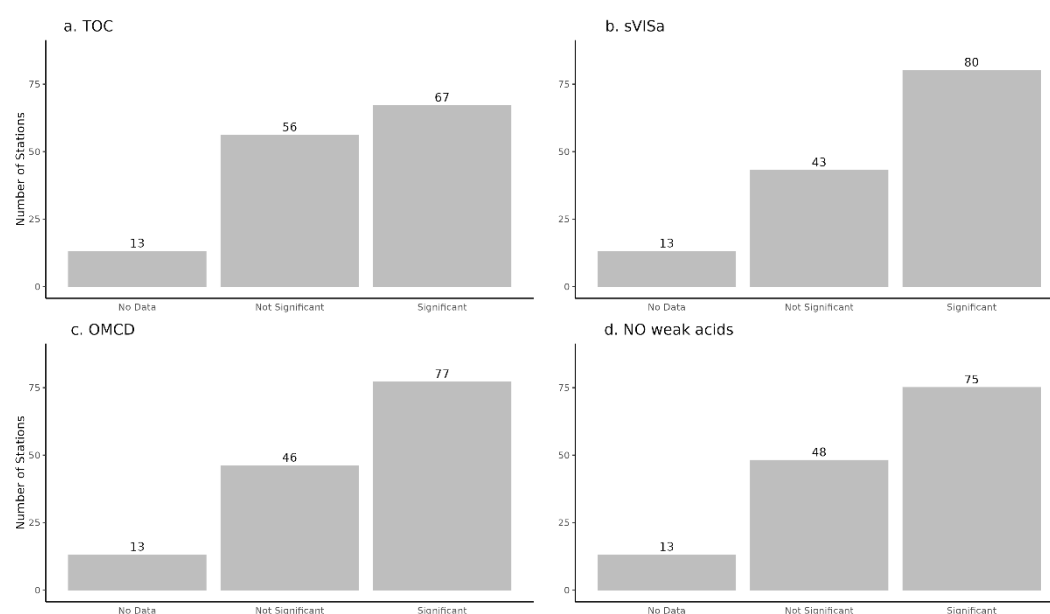 a. TOC
Number of Stations
75
50
25
0
13
56
67
No Data
Not Significant
Significant
b. sVISa
75
50
25
0
13
43
80
No Data
Not Significant
Significant
c. OMCD
Number of Stations
75
50
25
0
13
46
77
No Data
Not Significant
Significant
d. NO weak acids
75
50
25
0
13
48
75
No Data
Not Significant
Significant